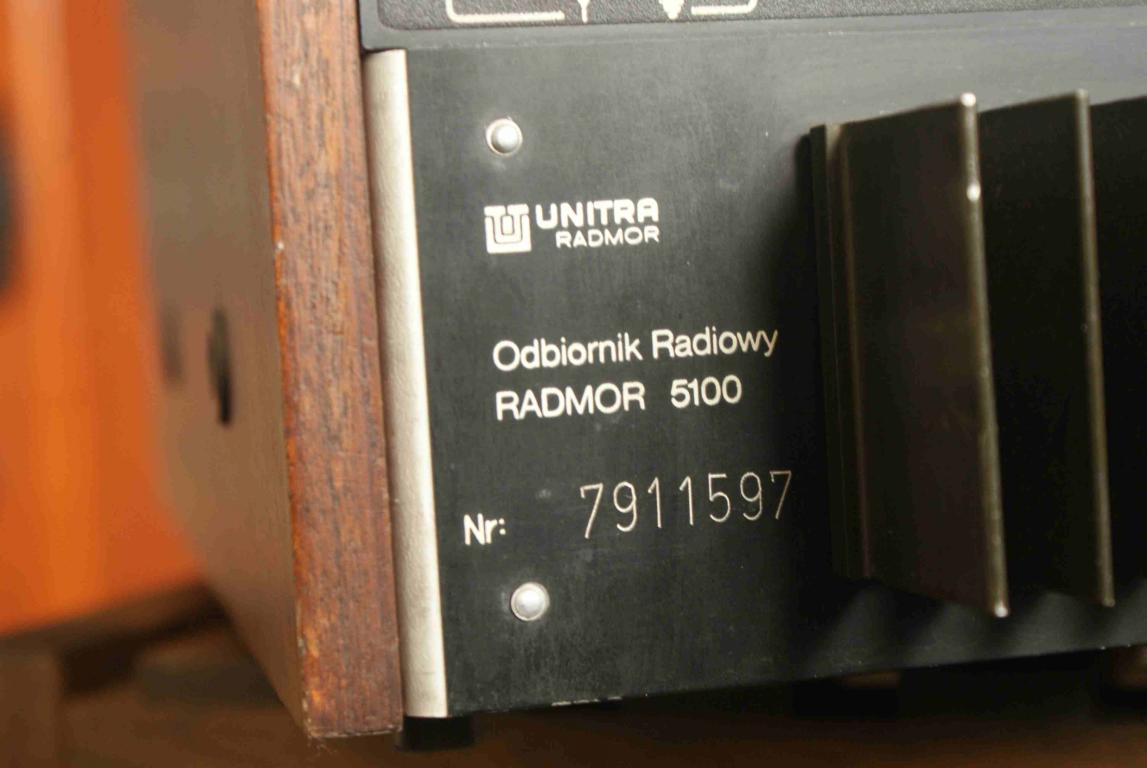 UNITRA
RADMOR
Odbiornik Radiowy
RADMOR 5100
Nr: 7911597